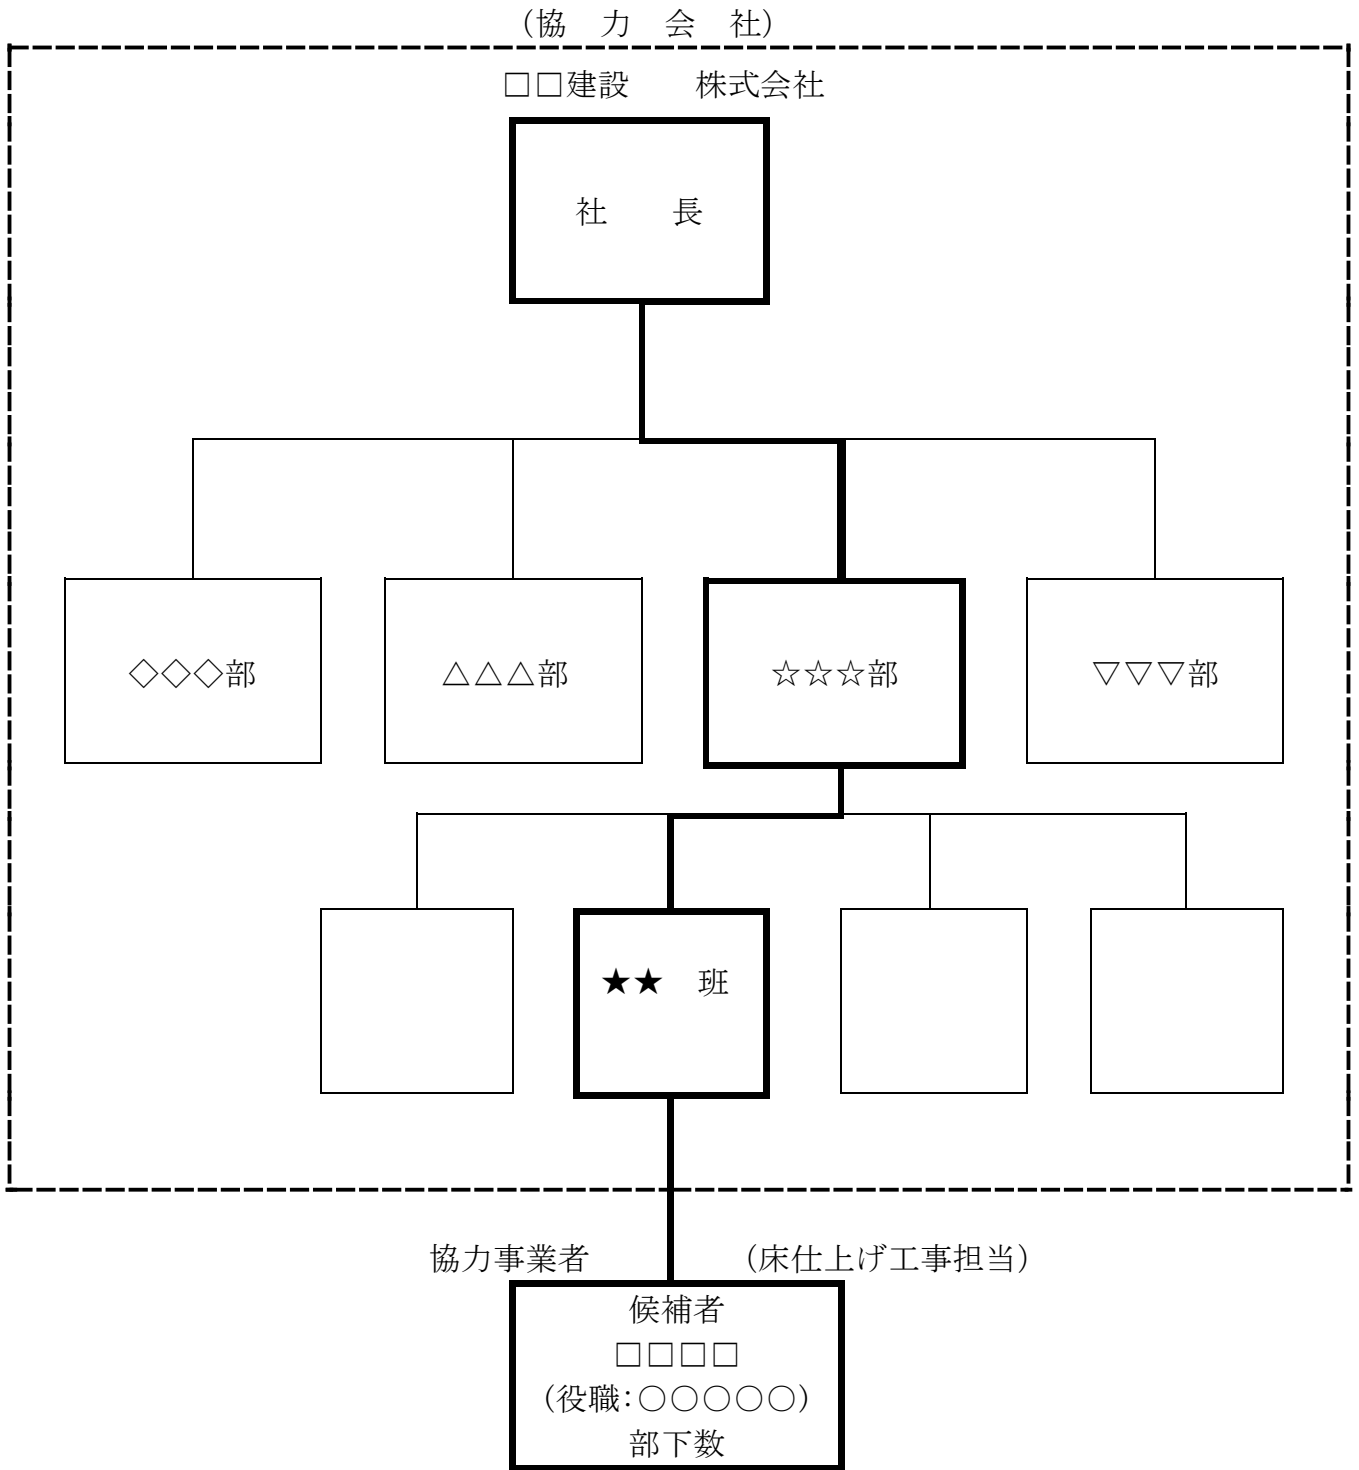 (協　力　会　社)
□□建設　　株式会社
社　　長
◇◇◇部
△△△部
☆☆☆部
▽▽▽部
★★　班
協力事業者
(床仕上げ工事担当)
候補者
□□□□
(役職:○○○○○)
部下数